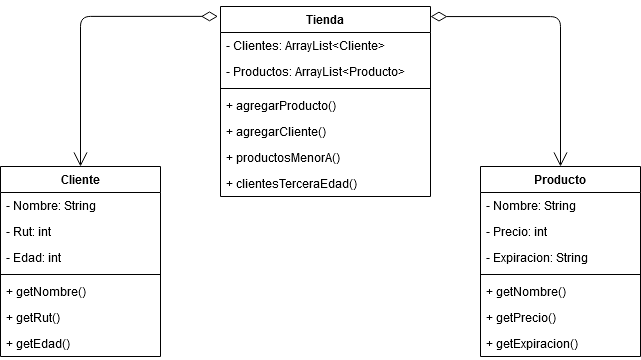 Tienda
- Clientes: ArrayList<Cliente>
- Productos: ArrayList<Producto>
+ agregarProducto()
+ agregarCliente()
+ productosMenorA()
+ clientesTerceraEdad()
Cliente
- Nombre: String
- Rut: int
- Edad: int
+ getNombre()
+ getRut()
+ getEdad()
Producto
- Nombre: String
- Precio: int
- Expiracion: String
+ getNombre()
+ getPrecio()
+ getExpiracion()